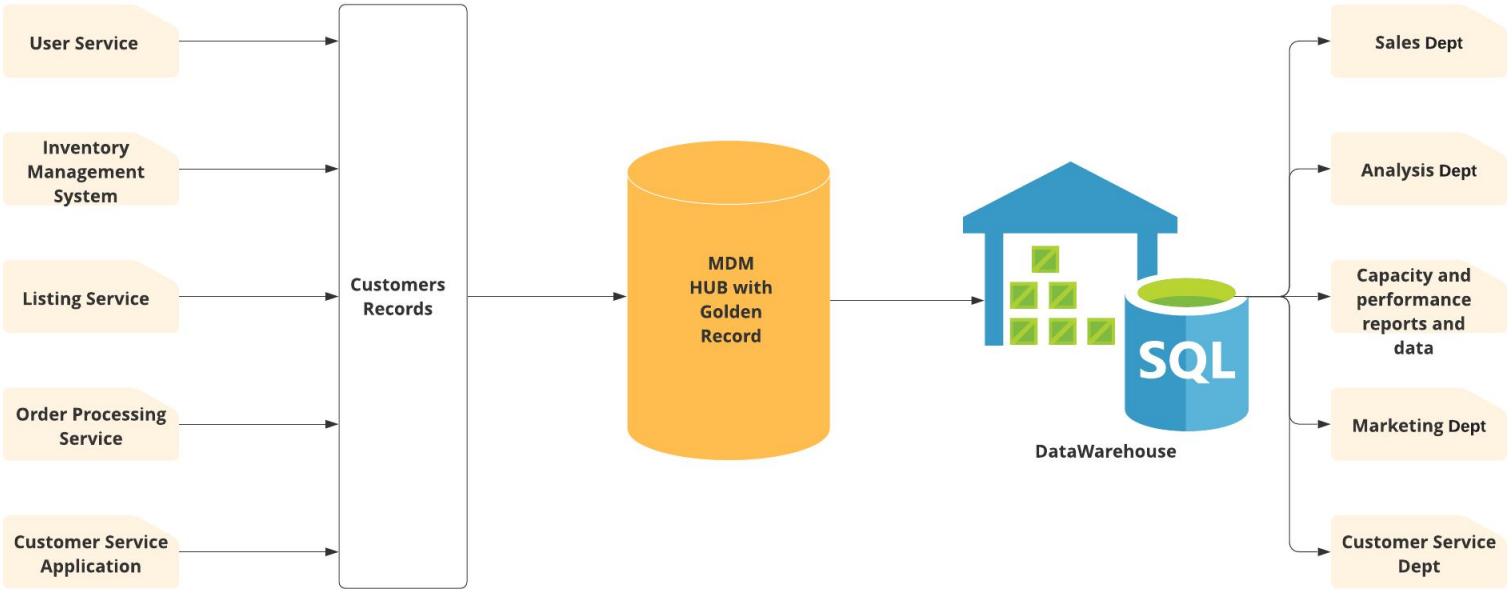 User Service
Inventory
Management
System
Listing Service
Order Processing
Service
Customer Service
Application
Customers
Records
MDM
HUB with
Golden
Record
SQL
DataWarehouse
Sales Dept
Analysis Dept
Capacity and
performance
reports and
data
Marketing Dept
Customer Service
Dept